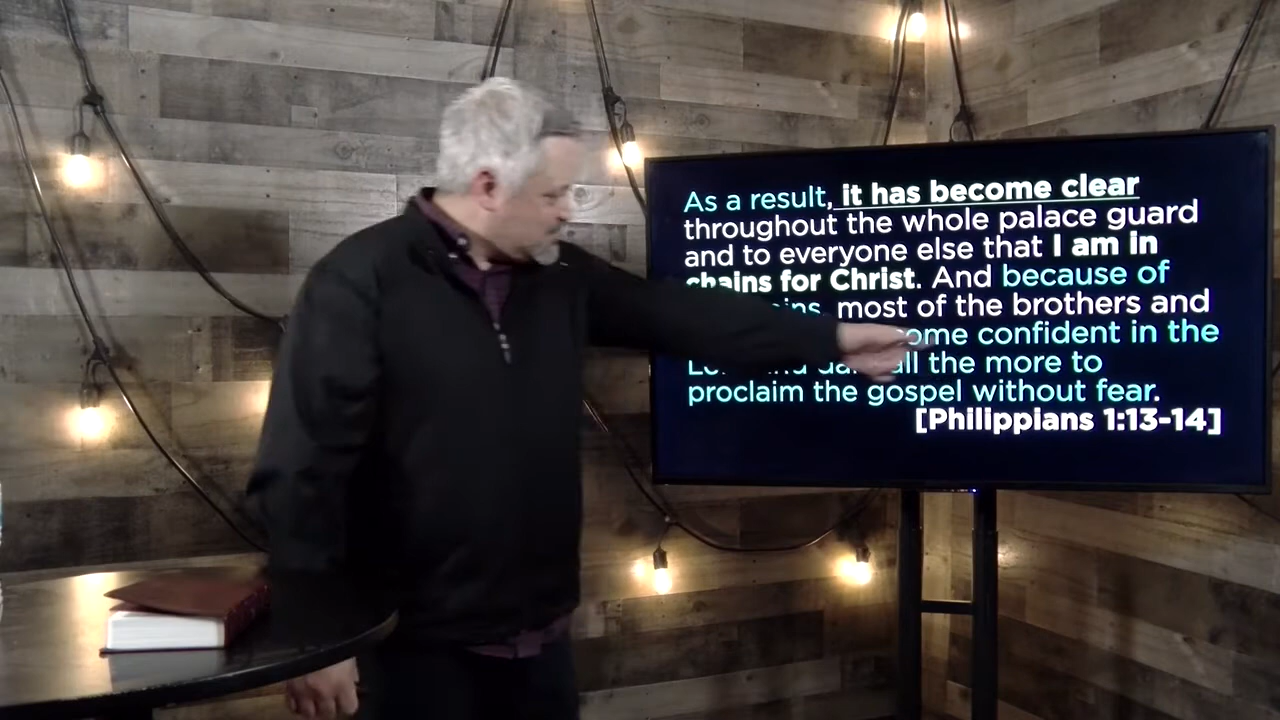 As a result, it has become clear
throughout the whole palace guard
and to everyone else that I am in
chains for Christ. And because of
most of the brothers and
confident in the
all the more to
proclaim the gospel without fear.
[Philippians 1:13-14]